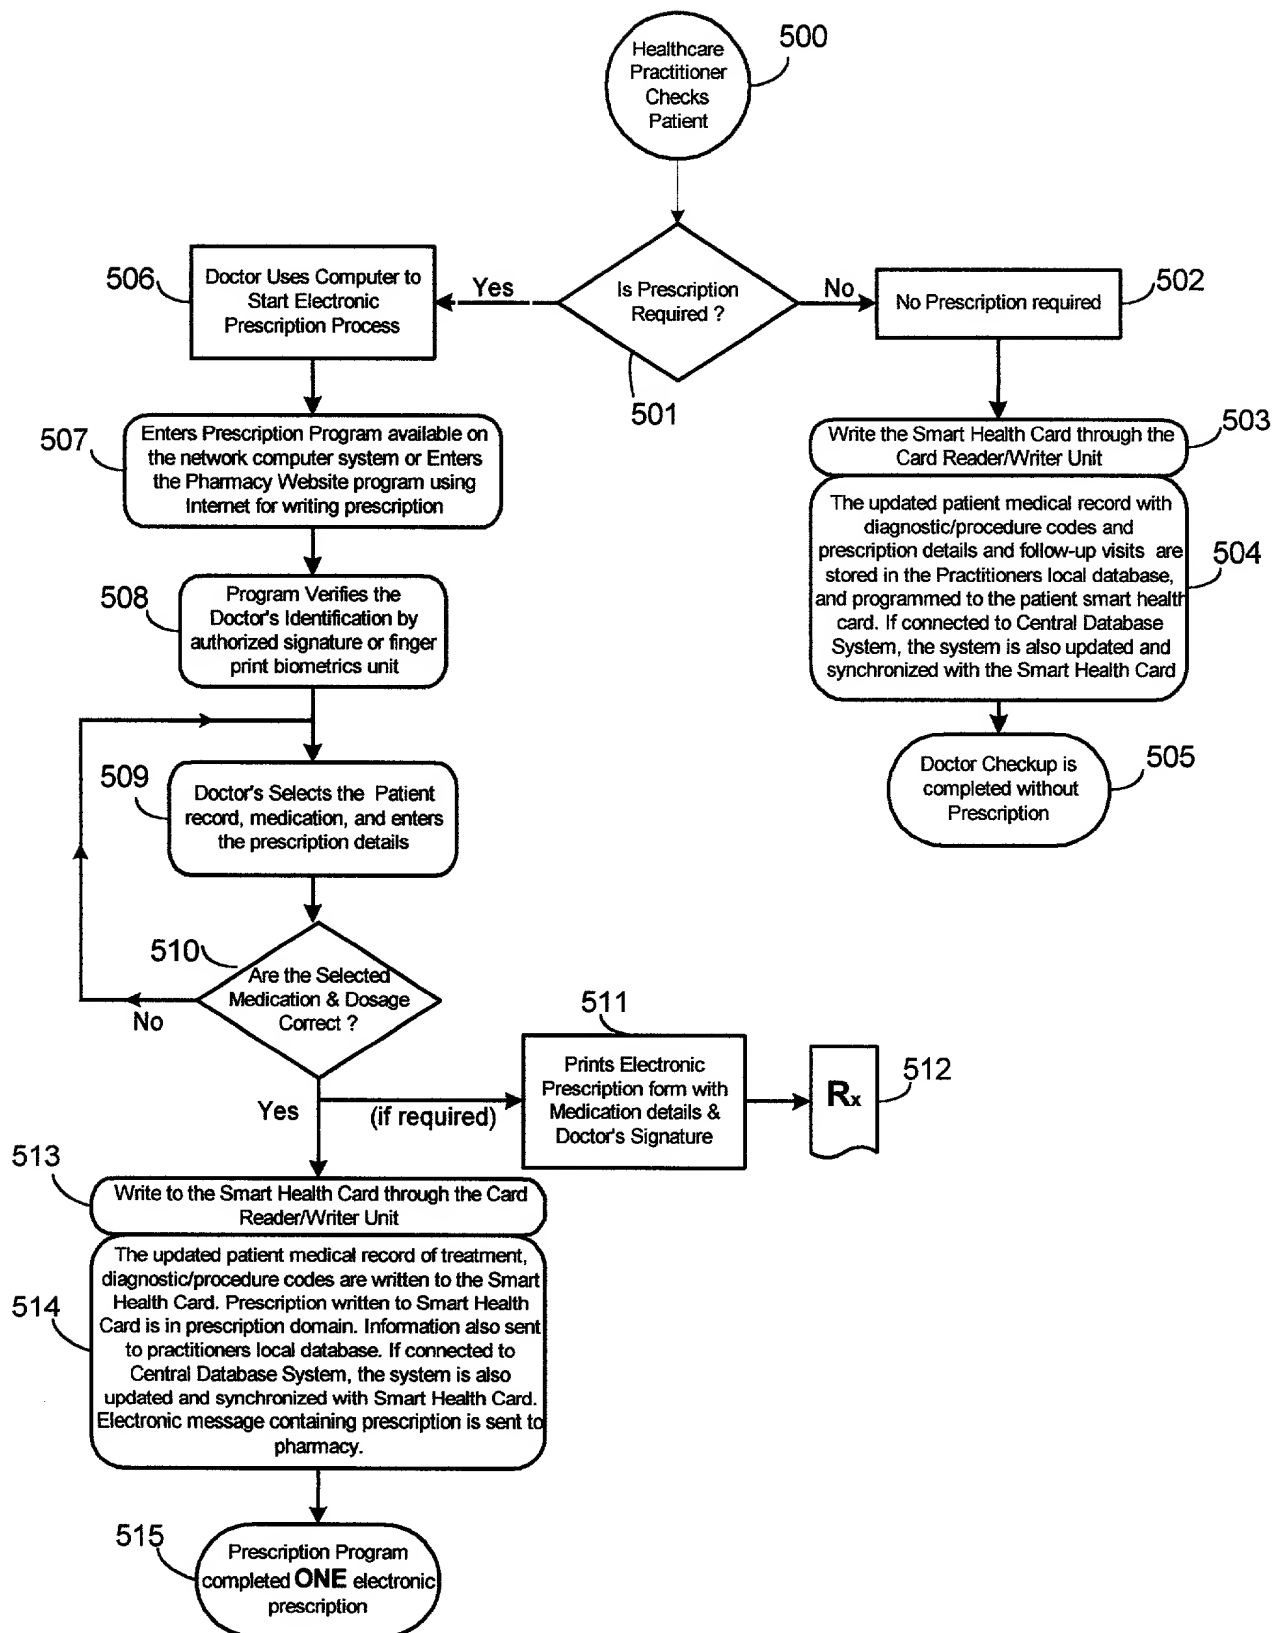 500
Healthcare
Practitioner
Checks
Patient
506
Doctor Uses Computer to
Start Electronic
Prescription Process
Yes
Is Prescription
Required ?
501
No
No Prescription required
502
507
Enters Prescription Program available on
the network computer system or Enters
the Pharmacy Website program using
Internet for writing prescription
503
Write the Smart Health Card through the
Card Reader/Writer Unit
504
The updated patient medical record with
diagnostic/procedure codes and
prescription details and follow-up visits are
stored in the Practitioners local database,
and programmed to the patient smart health
card. If connected to Central Database
System, the system is also updated and
synchronized with the Smart Health Card
505
Doctor Checkup is
completed without
Prescription
508
Program Verifies the
Doctor's Identification by
authorized signature or finger
print biometrics unit
509
Doctor's Selects the Patient
record, medication, and enters
the prescription details
510
Are the Selected
Medication & Dosage
Correct ?
No
Yes
(if required)
511
Prints Electronic
Prescription form with
Medication details &
Doctor's Signature
Rx
512
513
Write to the Smart Health Card through the Card
Reader/Writer Unit
514
The updated patient medical record of treatment,
diagnostic/procedure codes are written to the Smart
Health Card. Prescription written to Smart Health
Card is in prescription domain. Information also sent
to practitioners local database. If connected to
Central Database System, the system is also
updated and synchronized with Smart Health Card.
Electronic message containing prescription is sent to
pharmacy.
515
Prescription Program
completed ONE electronic
prescription